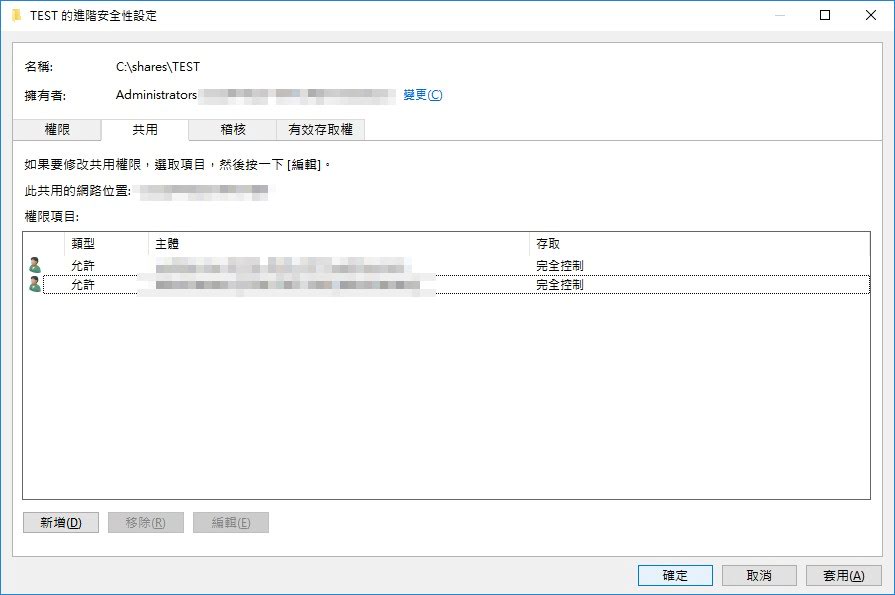 TEST 的進階安全性設定
名稱: C:\shares\TEST
擁有者: Administrators 變更(C)
權限 共用 稽核 有效存取權
如果要修改共用權限，選取項目，然後按一下 [編輯]。
此共用的網路位置:
權限項目:
類型 主體 存取
允許 完全控制
允許 完全控制
新增(D) 移除(R) 編輯(E)
確定 取消 套用(A)